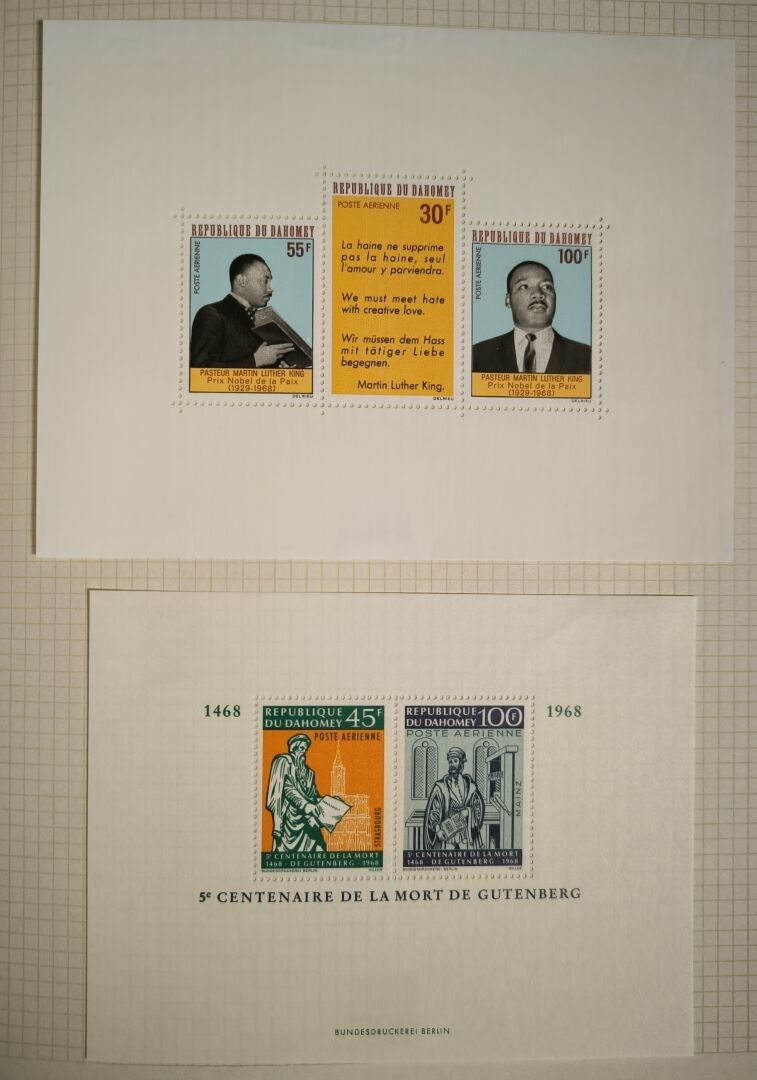 REPUBLIQUE DU DAHOMEY
POSTE AERIENNE
55F
PASTEUR MARTIN LUTHER KING
Prix Nobel de la Paix
(1929-1968)
DELRIEU
REPUBLIQUE DU DAHOMEY
POSTE AERIENNE
30F
La haine ne supprime
pas la haine, seul
l'amour y parviendra.
We must meet hate
with creative love.
Wir müssen dem Hass
mit tätiger Liebe
begegnen.
Martin Luther King.
DELRIEU
REPUBLIQUE DU DAHOMEY
POSTE AERIENNE
100F
PASTEUR MARTIN LUTHER KING
Prix Nobel de la Paix
(1929-1968)
DELRIEU
1468
REPUBLIQUE
DU DAHOMEY 45F
POSTE AERIENNE
STRASBOURG
5e CENTENAIRE DE LA MORT
1468 - DE GUTENBERG - 1968
BUNDESDRUCKEREI BERLIN
HILLER
REPUBLIQUE
DU DAHOMEY 100F
POSTE AERIENNE
MAINZ
5e CENTENAIRE DE LA MORT
1468 - DE GUTENBERG - 1968
BUNDESDRUCKEREI BERLIN
HILLER
1968
5e CENTENAIRE DE LA MORT DE GUTENBERG
BUNDESDRUCKEREI BERLIN